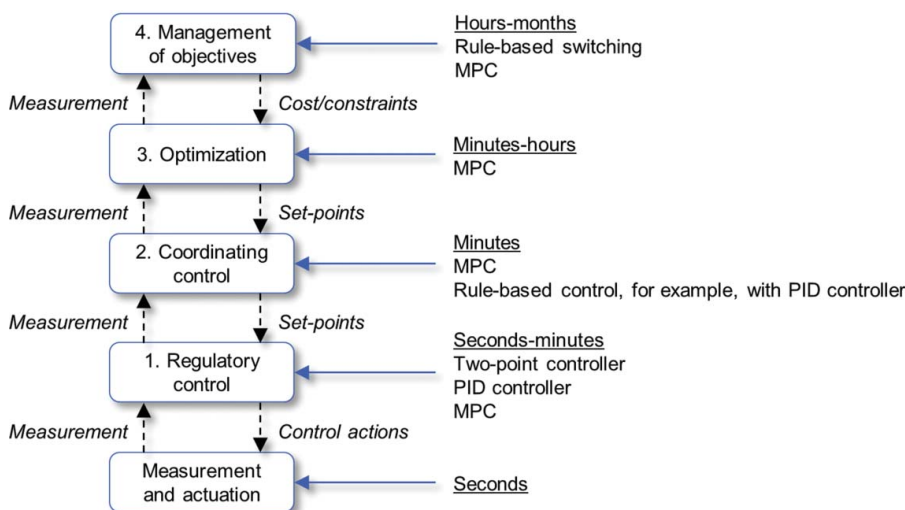 4. Management
of objectives
Hours-months
Rule-based switching
MPC
Measurement
Cost/constraints
3. Optimization
Minutes-hours
MPC
Measurement
Set-points
2. Coordinating
control
Minutes
MPC
Rule-based control, for example, with PID controller
Measurement
Set-points
1. Regulatory
control
Seconds-minutes
Two-point controller
PID controller
MPC
Measurement
Control actions
Measurement
and actuation
Seconds